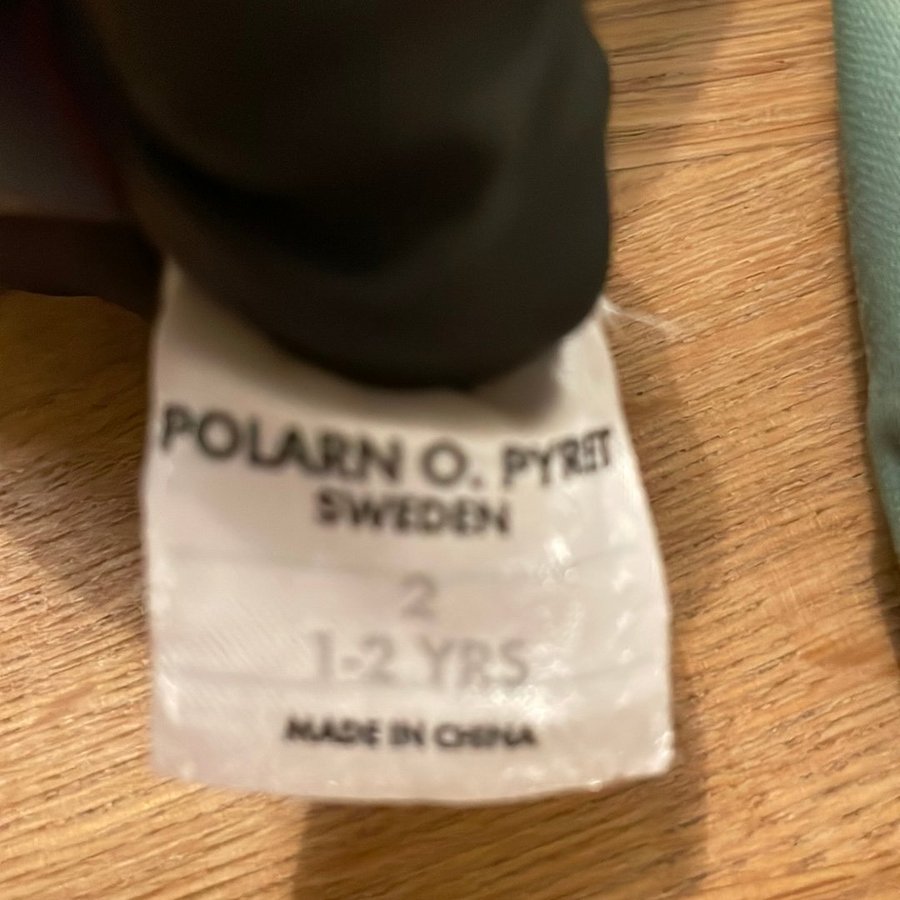 POLARN O. PYRET
SWEDEN
2
1-2 YRS
MADE IN CHINA